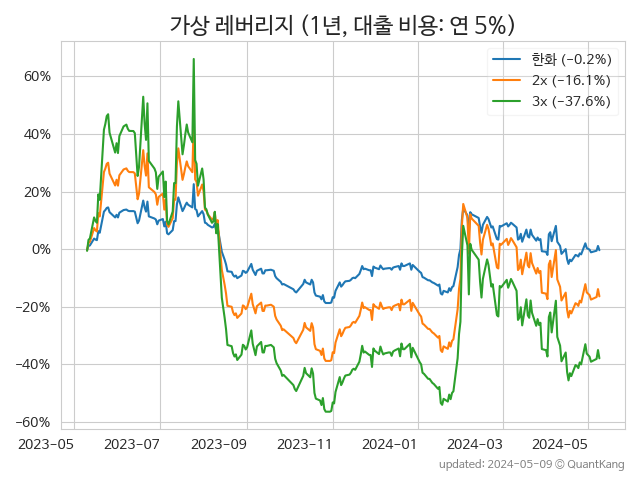 가상 레버리지 (1년, 대출 비용: 연 5%)
한화 (-0.2%)
2x (-16.1%)
3x (-37.6%)
60%
40%
20%
0%
-20%
-40%
-60%
2023-05 2023-07 2023-09 2023-11 2024-01 2024-03 2024-05
updated: 2024-05-09 © QuantKang